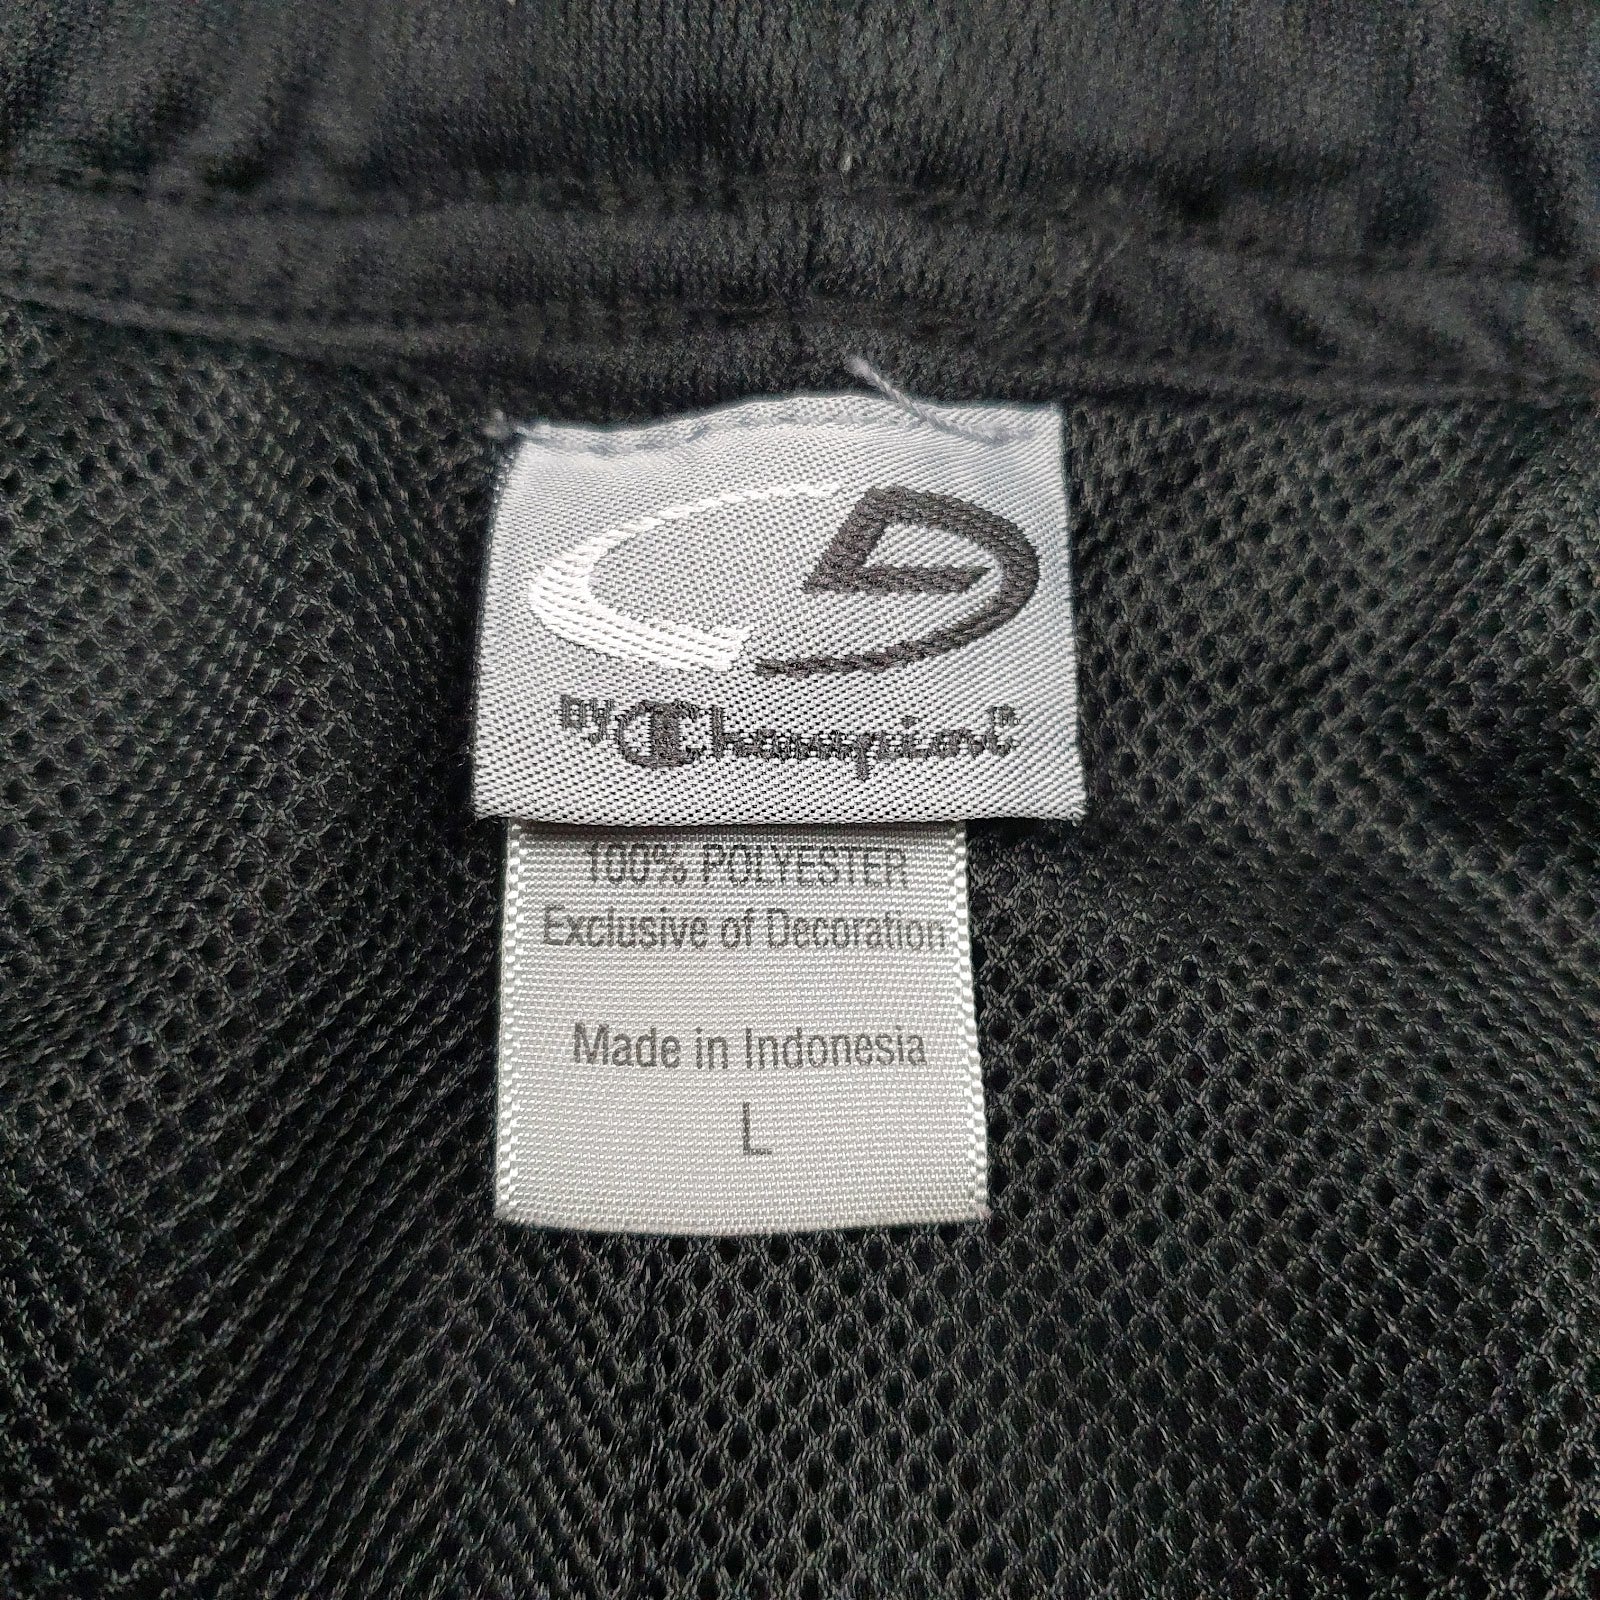 by Champion
100% POLYESTER
Exclusive of Decoration
Made in Indonesia
L